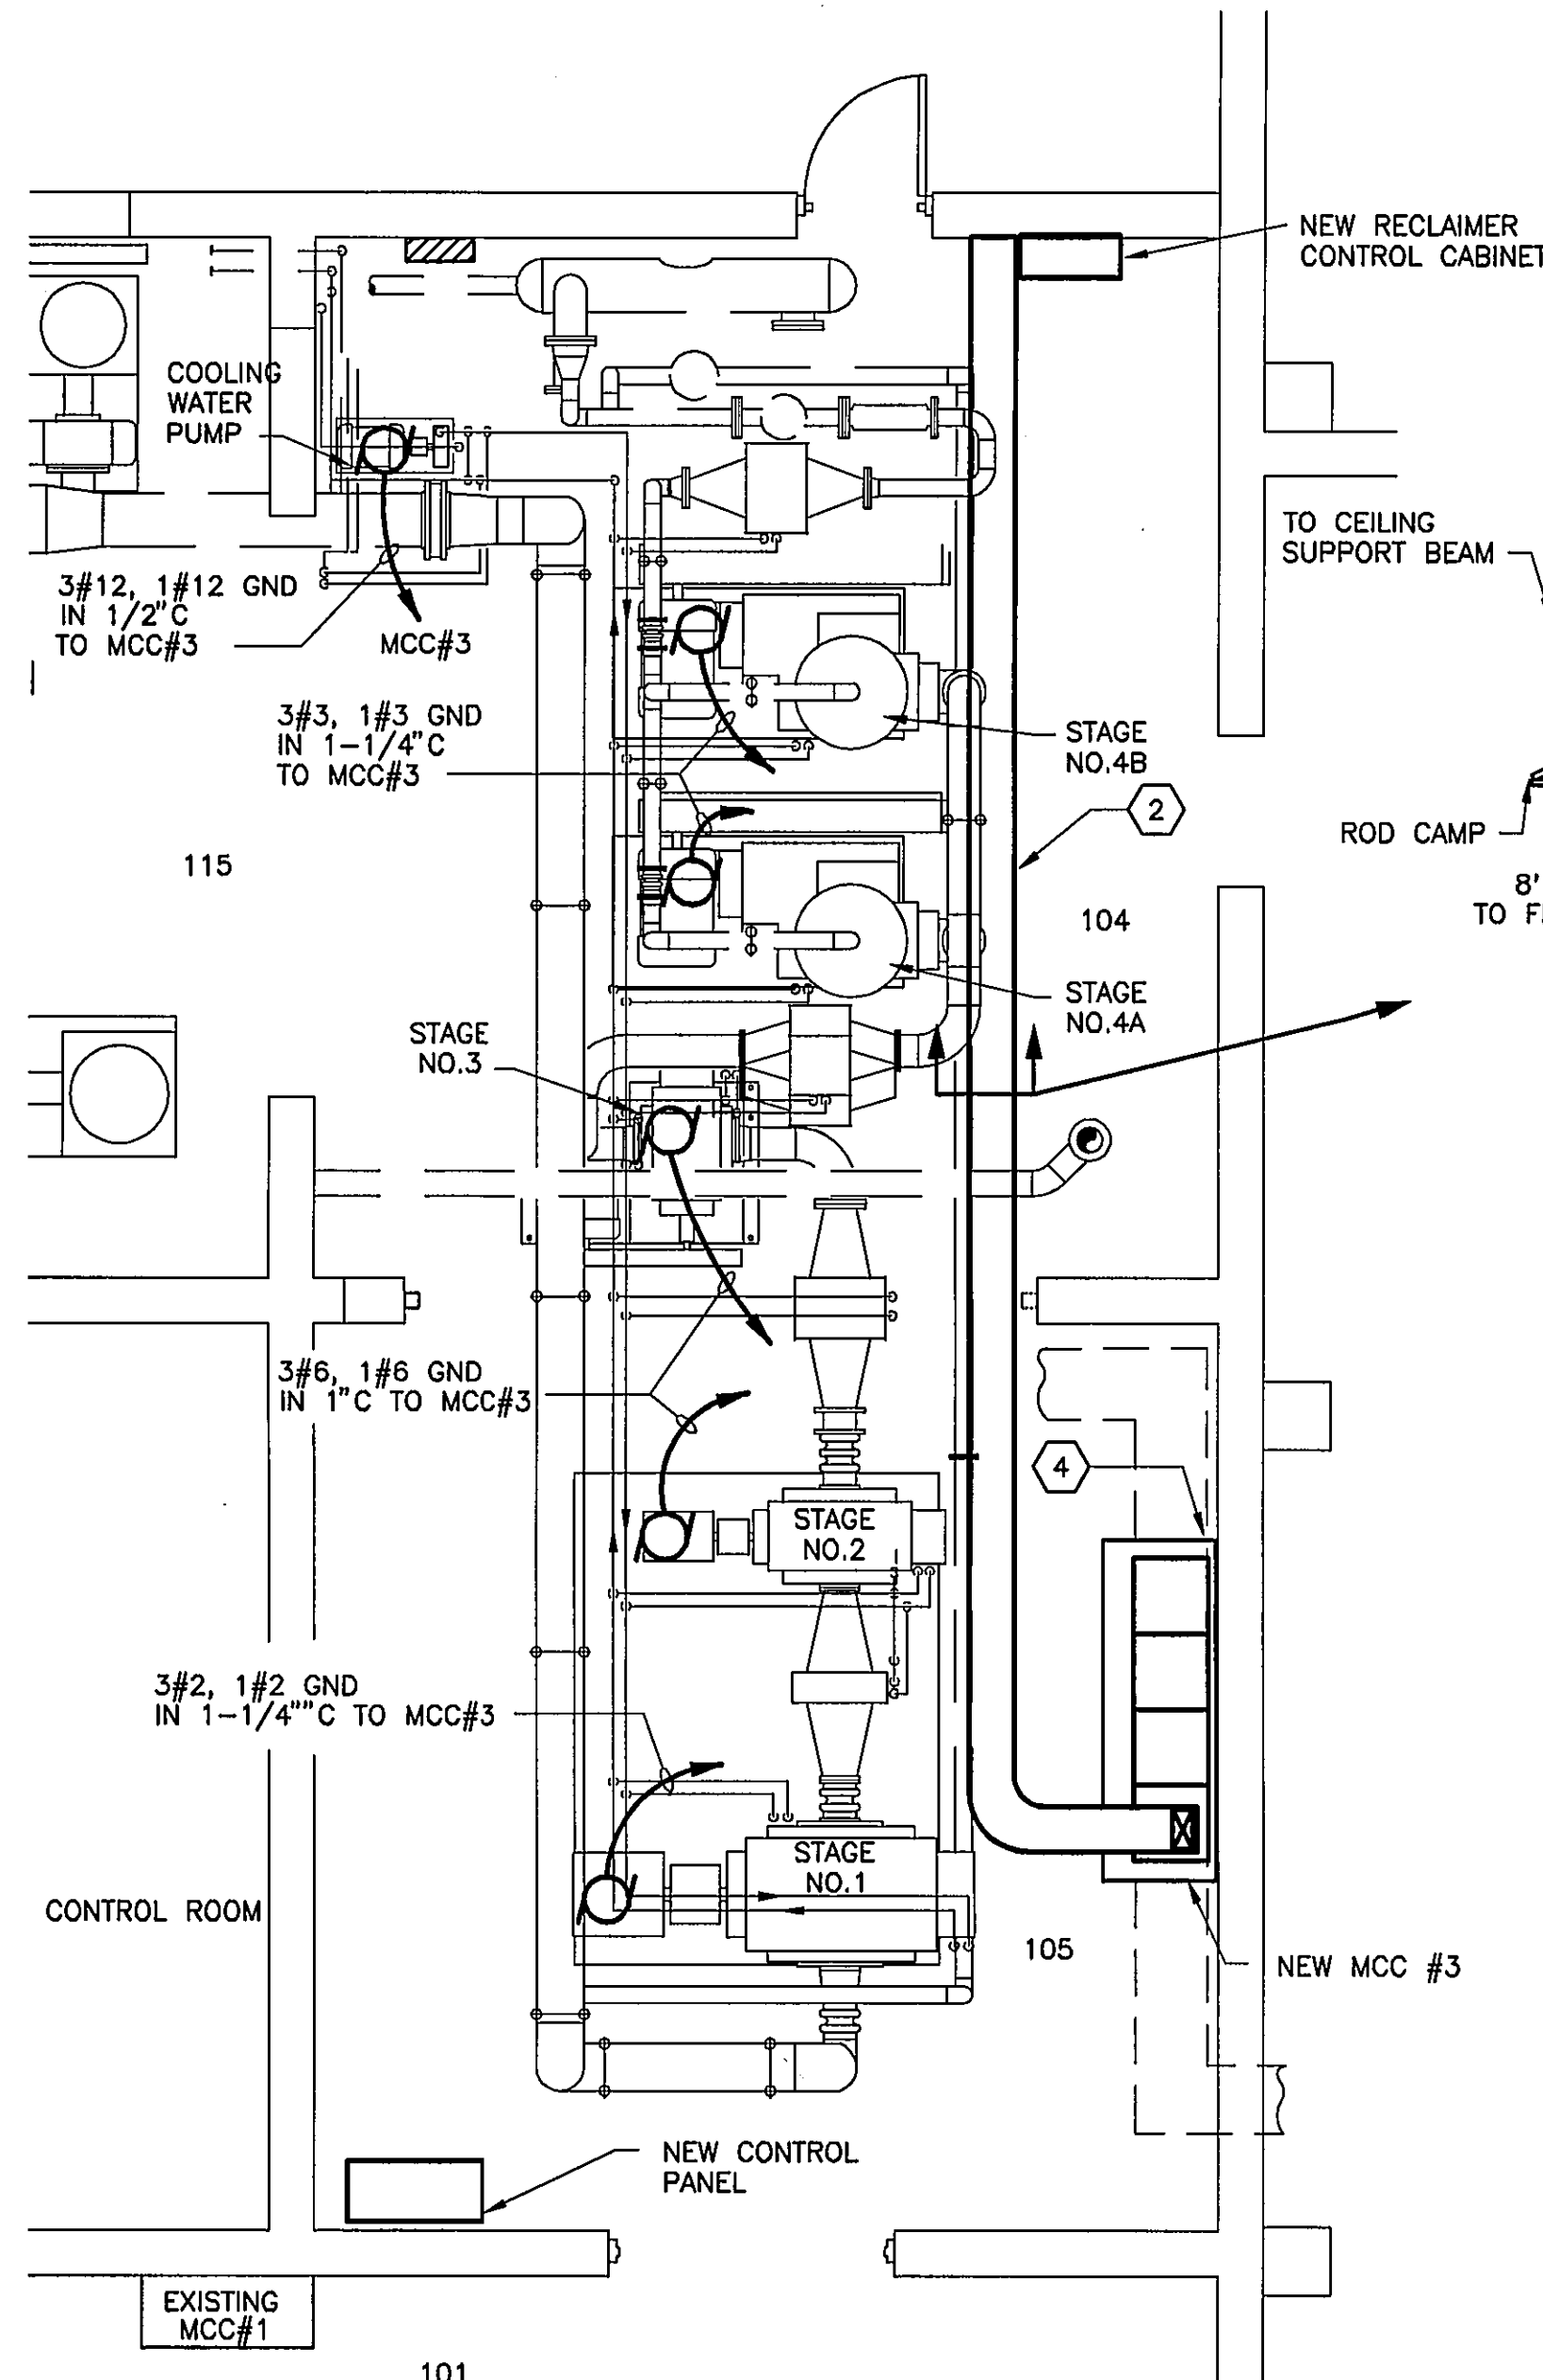 NEW RECLAIMER
CONTROL CABINET
COOLING
WATER
PUMP
TO CEILING
SUPPORT BEAM
3#12, 1#12 GND
IN 1/2"C
TO MCC#3
MCC#3
3#3, 1#3 GND
IN 1-1/4"C
TO MCC#3
STAGE
NO.4B
2
ROD CAMP
8'
115
104
STAGE
NO.4A
STAGE
NO.3
3#6, 1#6 GND
IN 1"C TO MCC#3
4
STAGE
NO.2
3#2, 1#2 GND
IN 1-1/4""C TO MCC#3
STAGE
NO.1
CONTROL ROOM
105
NEW MCC #3
NEW CONTROL
PANEL
EXISTING
MCC#1
101